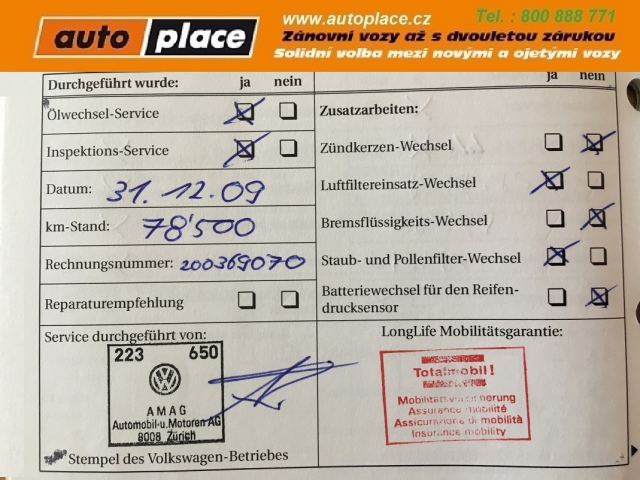 auto place
www.autoplace.cz
Tel. : 800 888 771
Zánovní vozy až s dvouletou zárukou
Solidní volba mezi novými a ojetými vozy
Durchgeführt wurde: ja nein
Ölwechsel-Service
Inspektions-Service
Datum: 31.12.09
km-Stand: 78'500
Rechnungsnummer: 200369070
Reparaturempfehlung
ja nein
Zusatzarbeiten:
Zündkerzen-Wechsel
Luftfiltereinsatz-Wechsel
Bremsflüssigkeits-Wechsel
Staub- und Pollenfilter-Wechsel
Batteriewechsel für den Reifen-
drucksensor
Service durchgeführt von:
223 650
AMAG
Automobil-u.Motoren AG
8008 Zürich
Stempel des Volkswagen-Betriebes
LongLife Mobilitätsgarantie:
Totalmobil!
Mobilitätsversicherung
Assurance mobilité
Assicurazione di mobilità
Insurance mobility